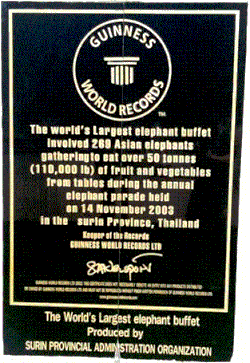 GUINNESS
WORLD RECORDS
TM
The world's Largest elephant buffet
involved 269 Asian elephants
gathering to eat over 50 tonnes
(110,000 lb) of fruit and vegetables
from tables during the annual
elephant parade held
on 14 November 2003
in the surin Province, Thailand
Keeper of the Records
GUINNESS WORLD RECORDS LTD
The World's Largest elephant buffet
Produced by
SURIN PROVINCIAL ADMINISTRATION ORGANIZATION